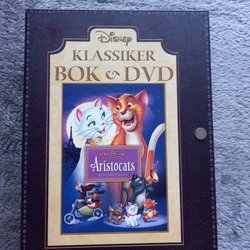 Disney
KLASSIKER
BOK & DVD
WALT DISNEY
Aristocats